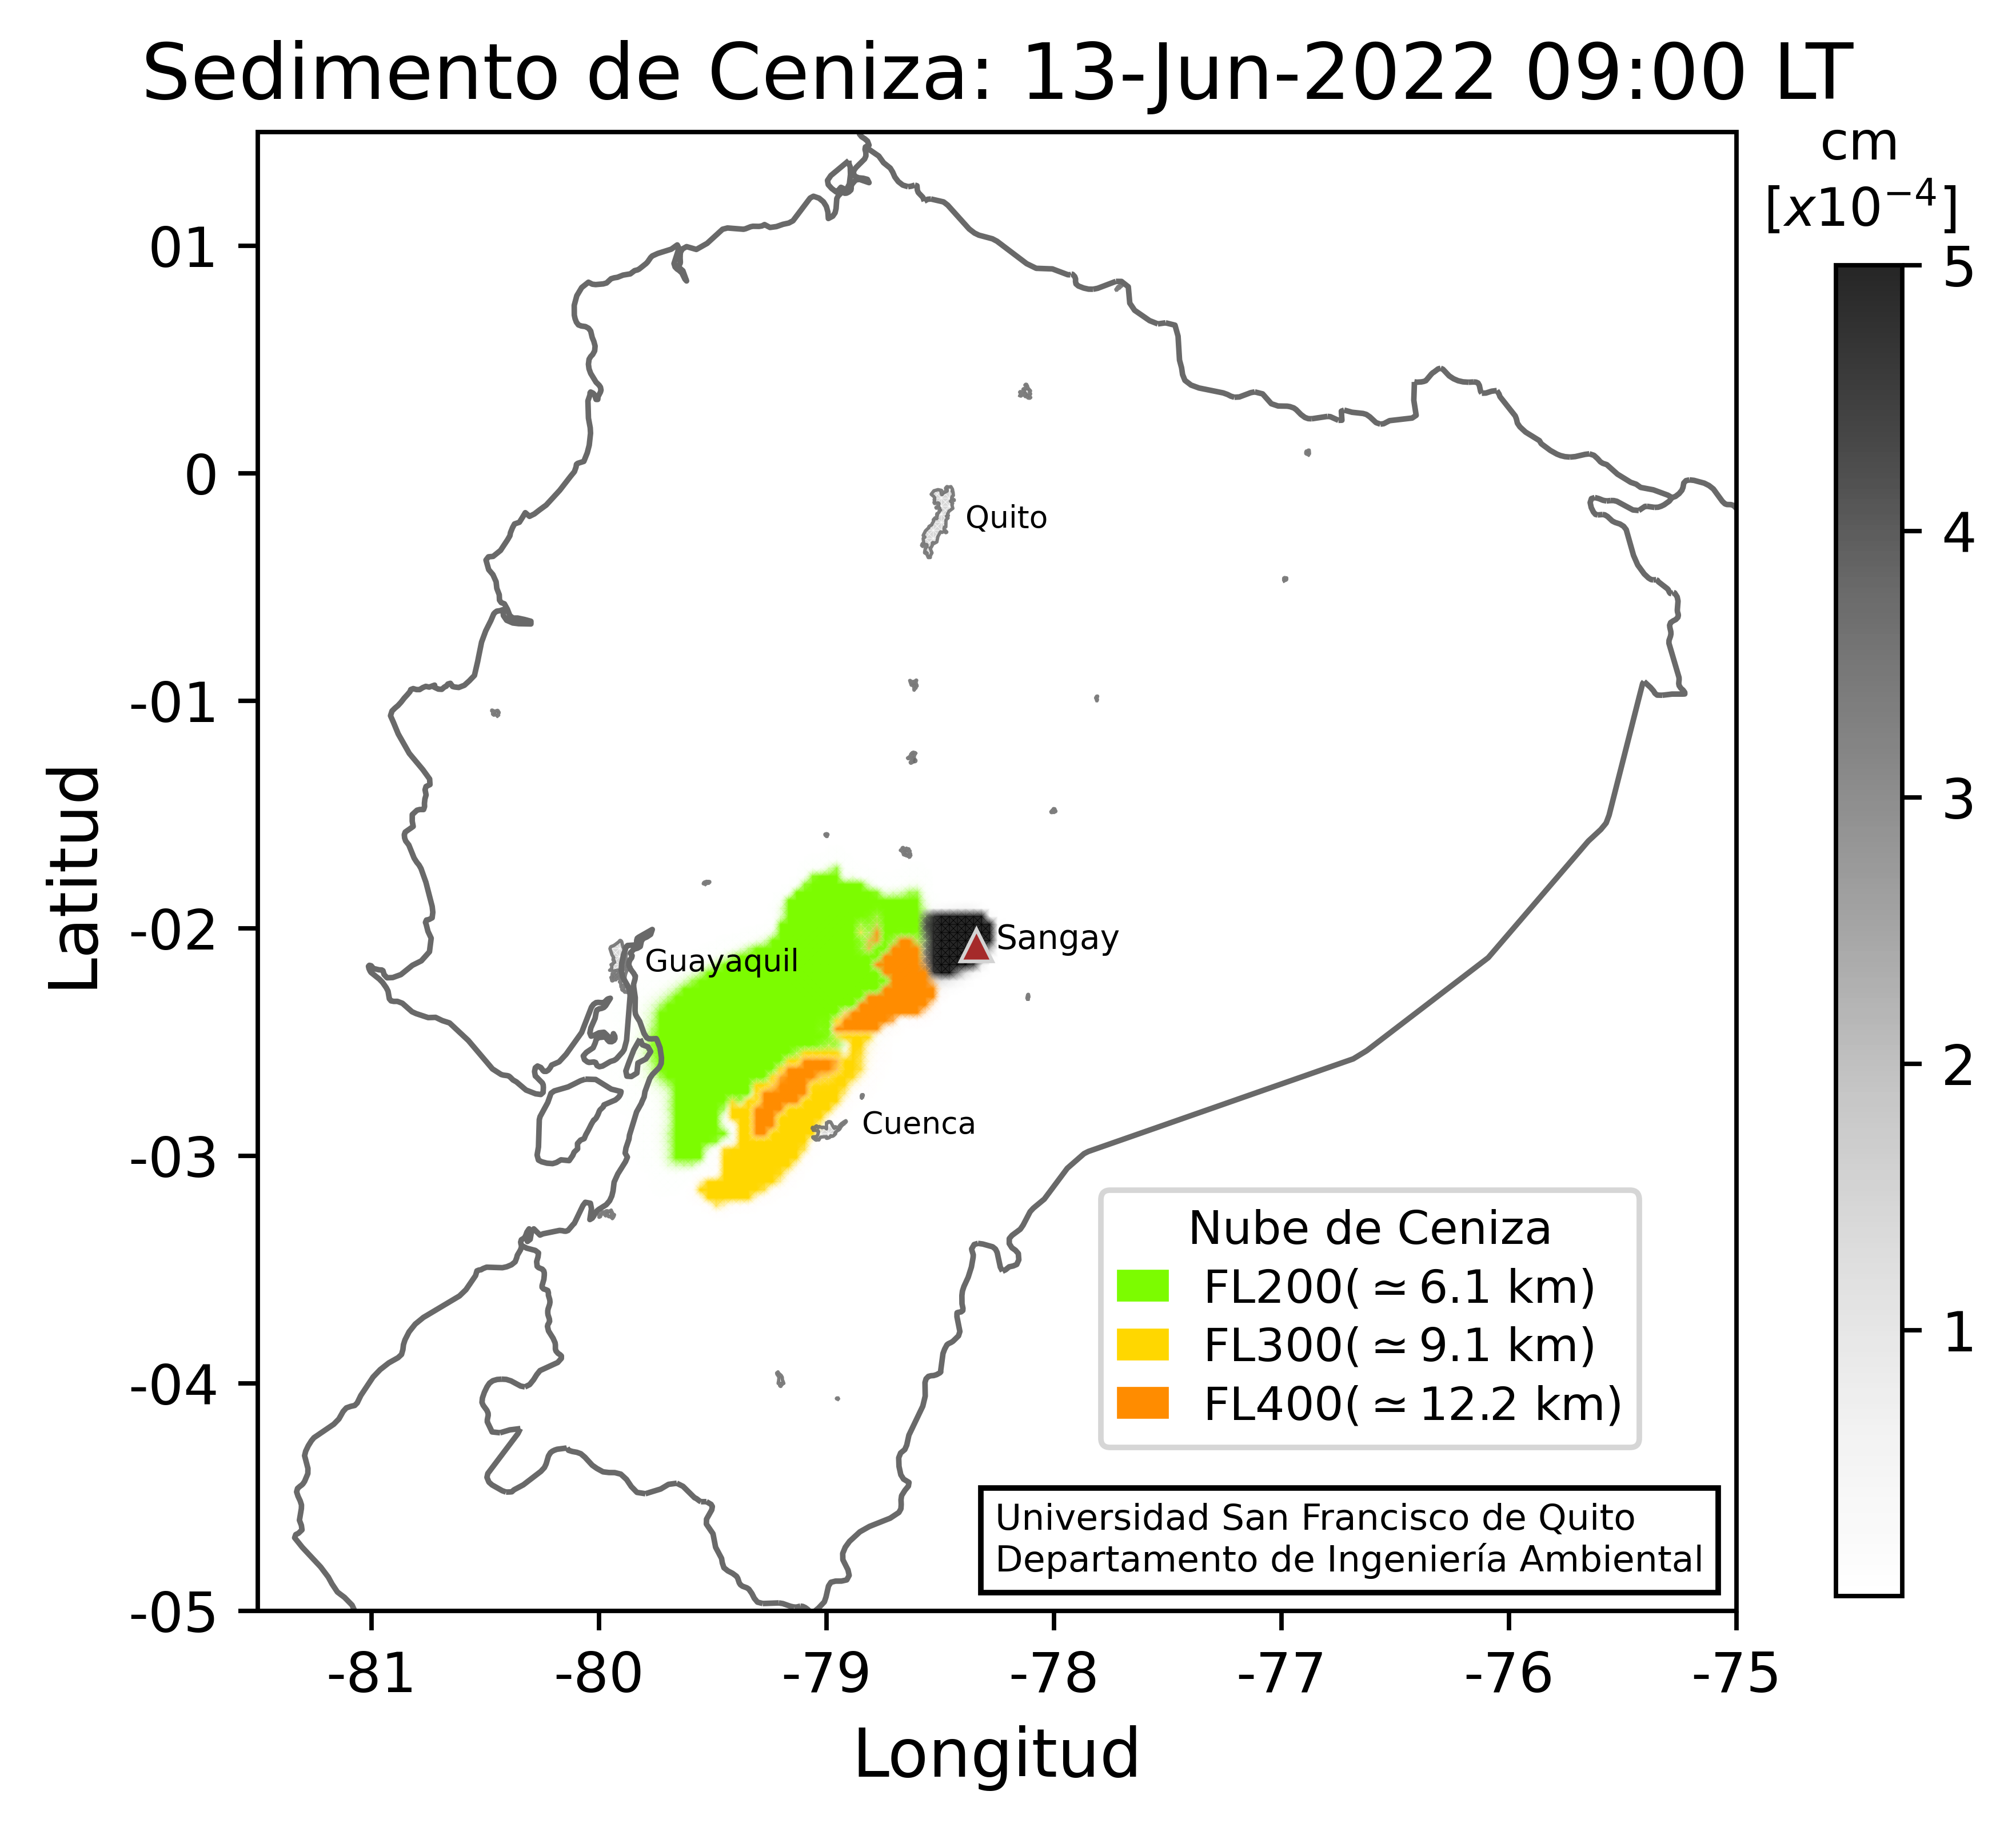 Sedimento de Ceniza: 13-Jun-2022 09:00 LT
cm
[x10⁻⁴]
5
4
3
2
1
Latitud
01
0
-01
-02
-03
-04
-05
Quito
Sangay
Guayaquil
Cuenca
Nube de Ceniza
FL200( ≃ 6.1 km)
FL300( ≃ 9.1 km)
FL400( ≃ 12.2 km)
Universidad San Francisco de Quito
Departamento de Ingeniería Ambiental
-81 -80 -79 -78 -77 -76 -75
Longitud